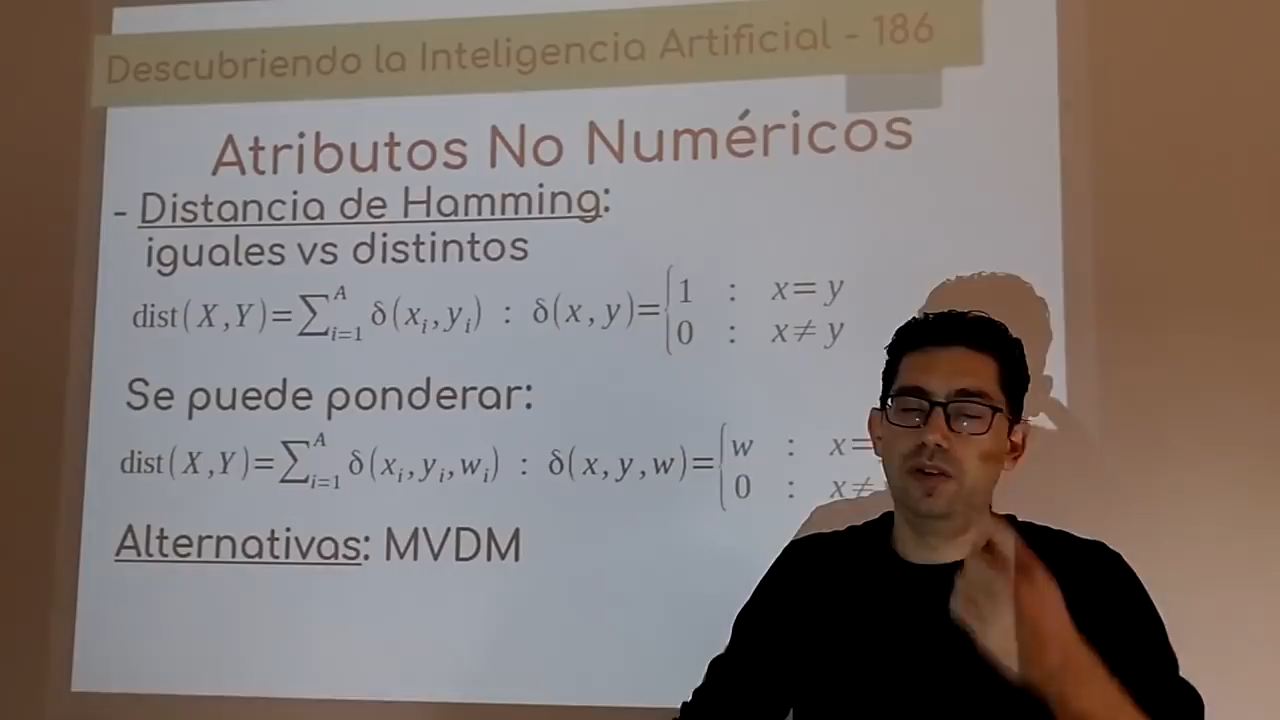 Descubriendo la Inteligencia Artificial - 186
Atributos No Numéricos
- Distancia de Hamming:
iguales vs distintos
dist(X,Y)=∑_{i=1}^{A} δ(x_i,y_i) : δ(x,y)={1 : x=y
0 : x≠y
Se puede ponderar:
dist(X,Y)=∑_{i=1}^{A} δ(x_i,y_i,w_i) : δ(x,y,w)={w : x=
0 : x≠
Alternativas: MVDM